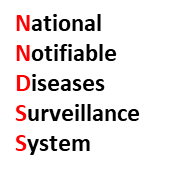 National
Notifiable
Diseases
Surveillance
System